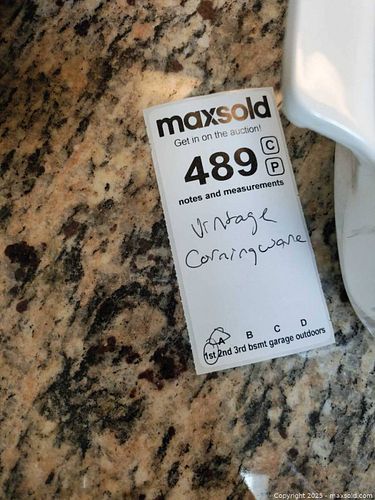 maxsold
Get in on the auction!
489 C P
notes and measurements
Vintage
Corningware
A B C D
1st 2nd 3rd bsmt garage outdoors
Copyright 2025 - maxsold.com